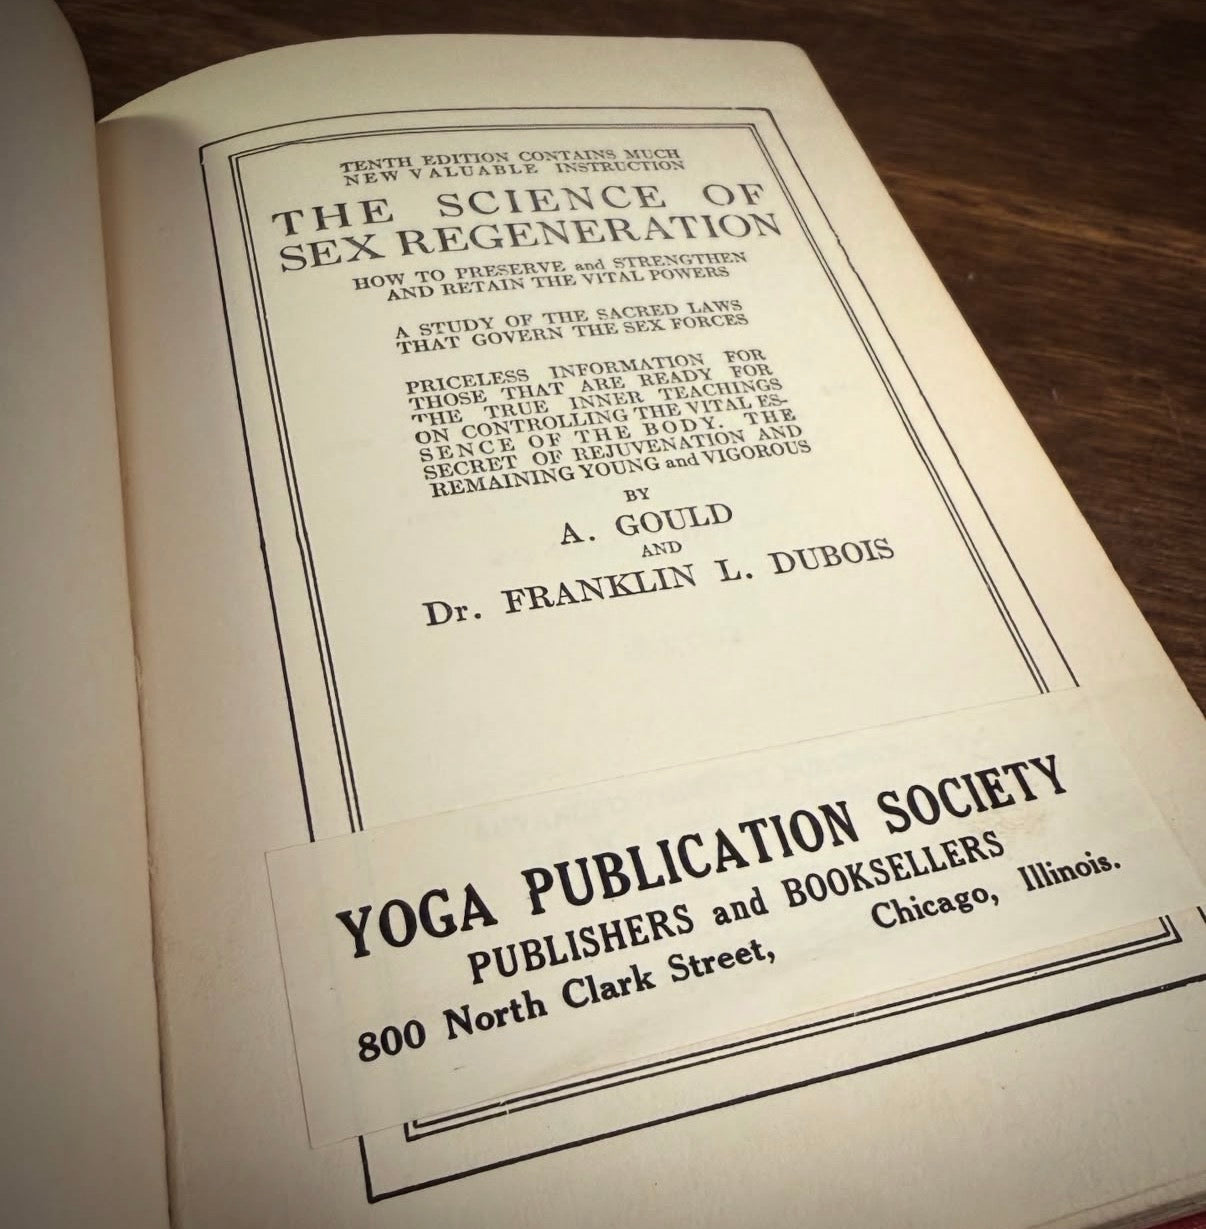 TENTH EDITION CONTAINS MUCH
NEW VALUABLE INSTRUCTION
THE SCIENCE OF
SEX REGENERATION
HOW TO PRESERVE and STRENGTHEN
AND RETAIN THE VITAL POWERS
A STUDY OF THE SACRED LAWS
THAT GOVERN THE SEX FORCES
PRICELESS INFORMATION FOR
THOSE THAT ARE READY FOR
THE TRUE INNER TEACHINGS
ON CONTROLLING THE VITAL ES-
SENCE OF THE BODY. THE
SECRET OF REJUVENATION AND
REMAINING YOUNG and VIGOROUS
BY
A. GOULD
AND
Dr. FRANKLIN L. DUBOIS
YOGA PUBLICATION SOCIETY
PUBLISHERS and BOOKSELLERS
800 North Clark Street, Chicago, Illinois.